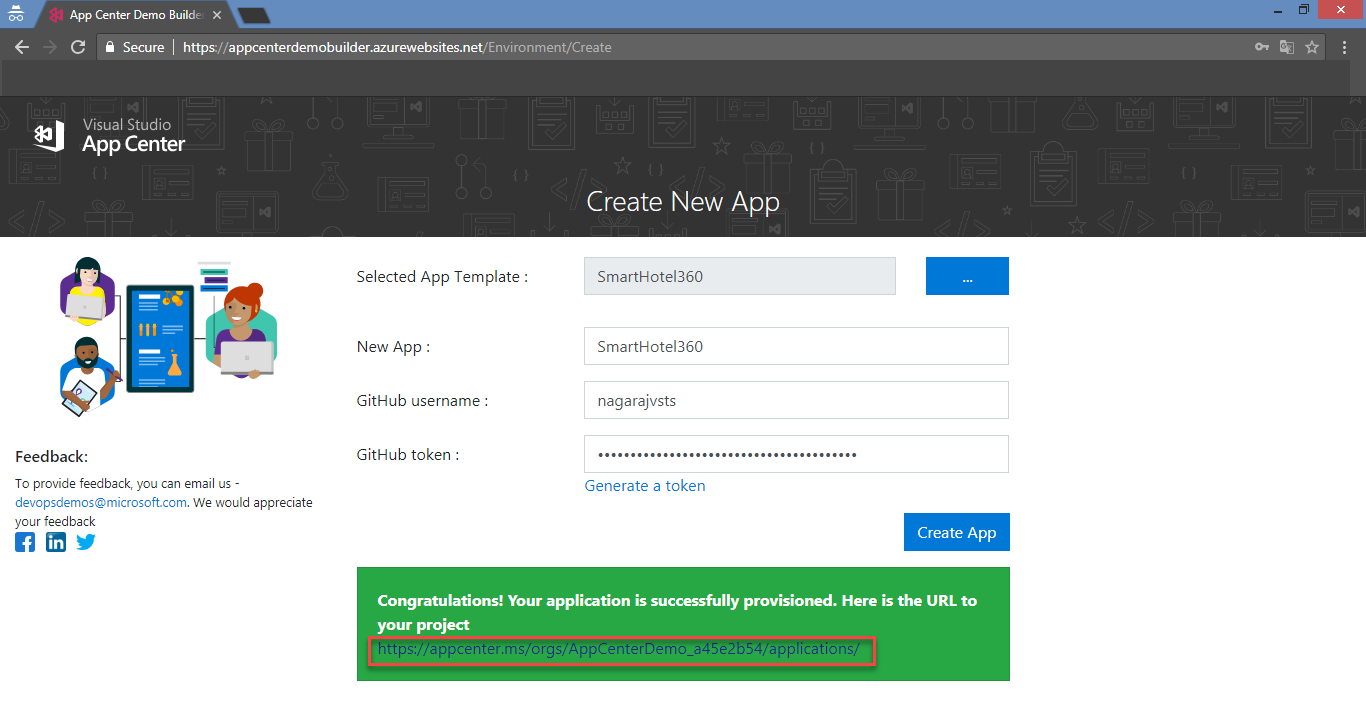 App Center Demo Builde
Secure
https://appcenterdemobuilder.azurewebsites.net/Environment/Create
Visual Studio
App Center
Create New App
Selected App Template :
SmartHotel360
...
New App :
SmartHotel360
GitHub username :
nagarajvsts
GitHub token :
••••••••••••••••••••••••••••••••••••••••
Generate a token
Create App
Feedback:
To provide feedback, you can email us -
devopsdemos@microsoft.com. We would appreciate
your feedback
Congratulations! Your application is successfully provisioned. Here is the URL to
your project
https://appcenter.ms/orgs/AppCenterDemo_a45e2b54/applications/